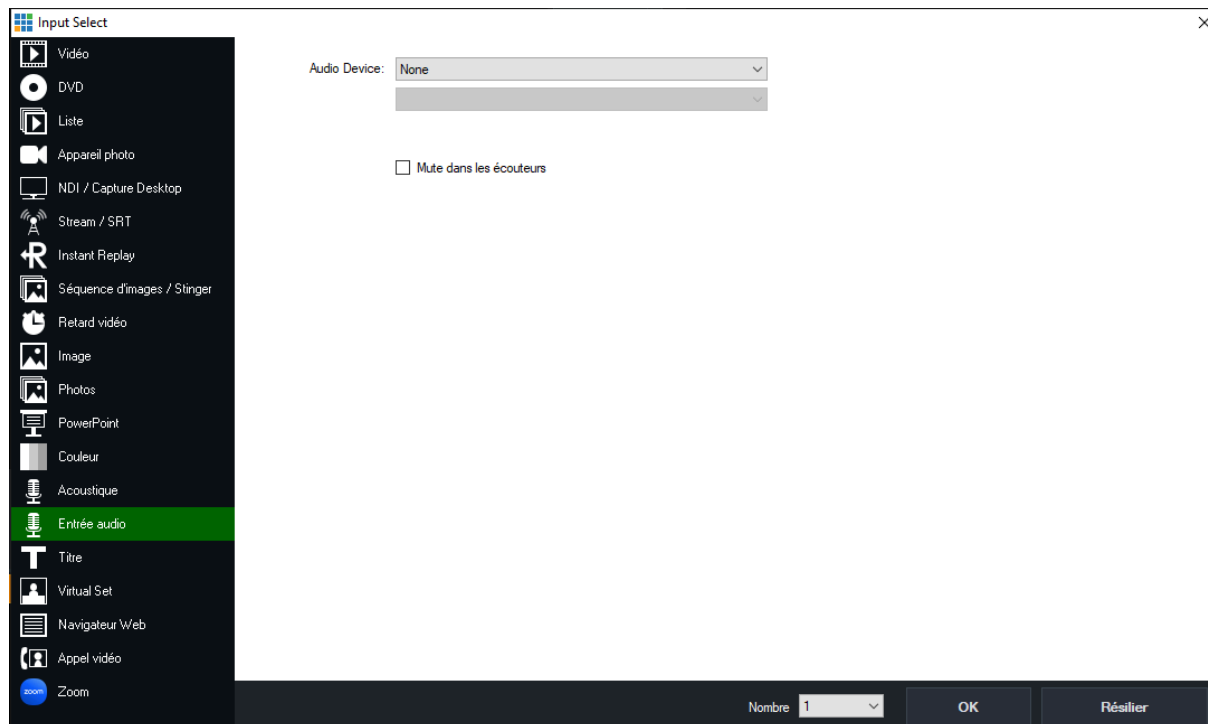 Input Select
Vidéo
DVD
Liste
Appareil photo
NDI / Capture Desktop
Stream / SRT
Instant Replay
Séquence d'images / Stinger
Retard vidéo
Image
Photos
PowerPoint
Couleur
Acoustique
Entrée audio
Titre
Virtual Set
Navigateur Web
Appel vidéo
zoom Zoom
Audio Device: None
Mute dans les écouteurs
Nombre 1 OK Résilier